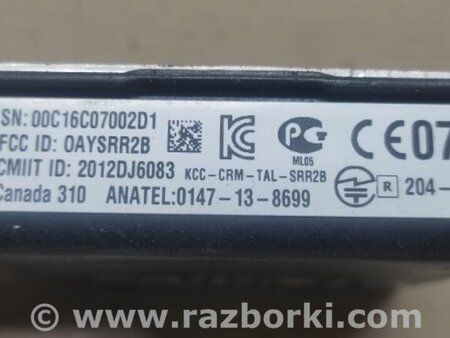 SN: 00C16C07002D1
FCC ID: OAYSRR2B
CMIIT ID: 2012DJ6083 KCC-CRM-TAL-SRR2B
Canada 310 ANATEL:0147-13-8699
PG
ML05
CE07
R 204-
© www.razborki.com